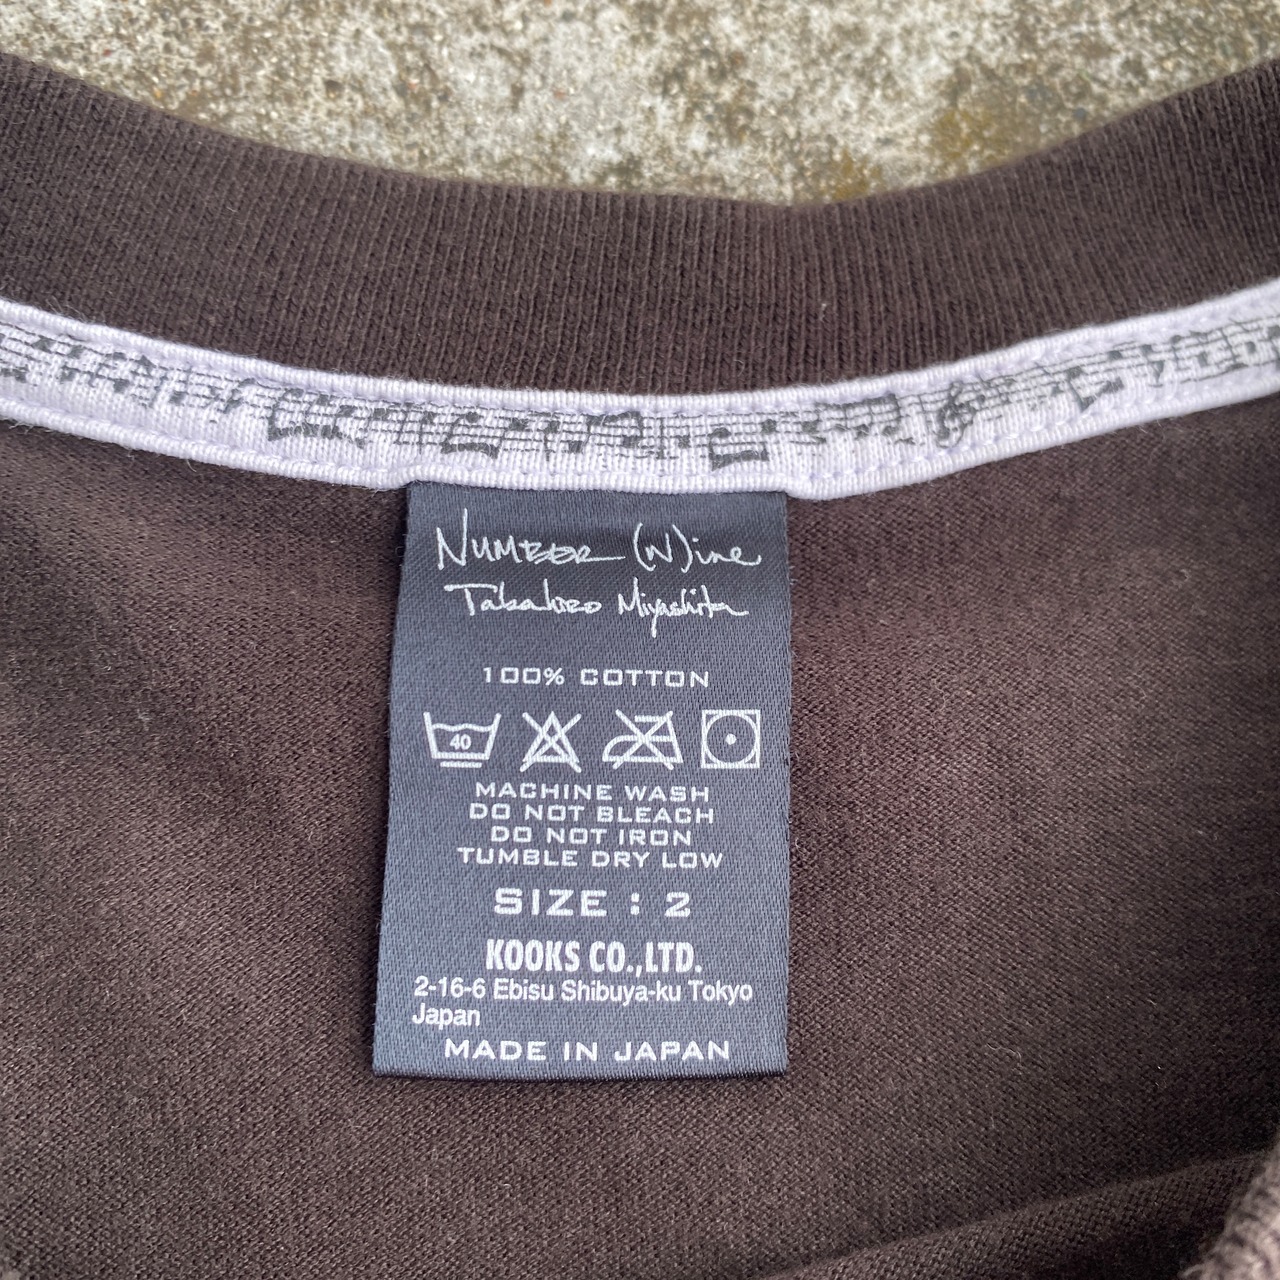 NUMBER (N)ine
Takahiro Miyashita
100% COTTON
40
MACHINE WASH
DO NOT BLEACH
DO NOT IRON
TUMBLE DRY LOW
SIZE : 2
KOOKS CO.,LTD.
2-16-6 Ebisu Shibuya-ku Tokyo
Japan
MADE IN JAPAN